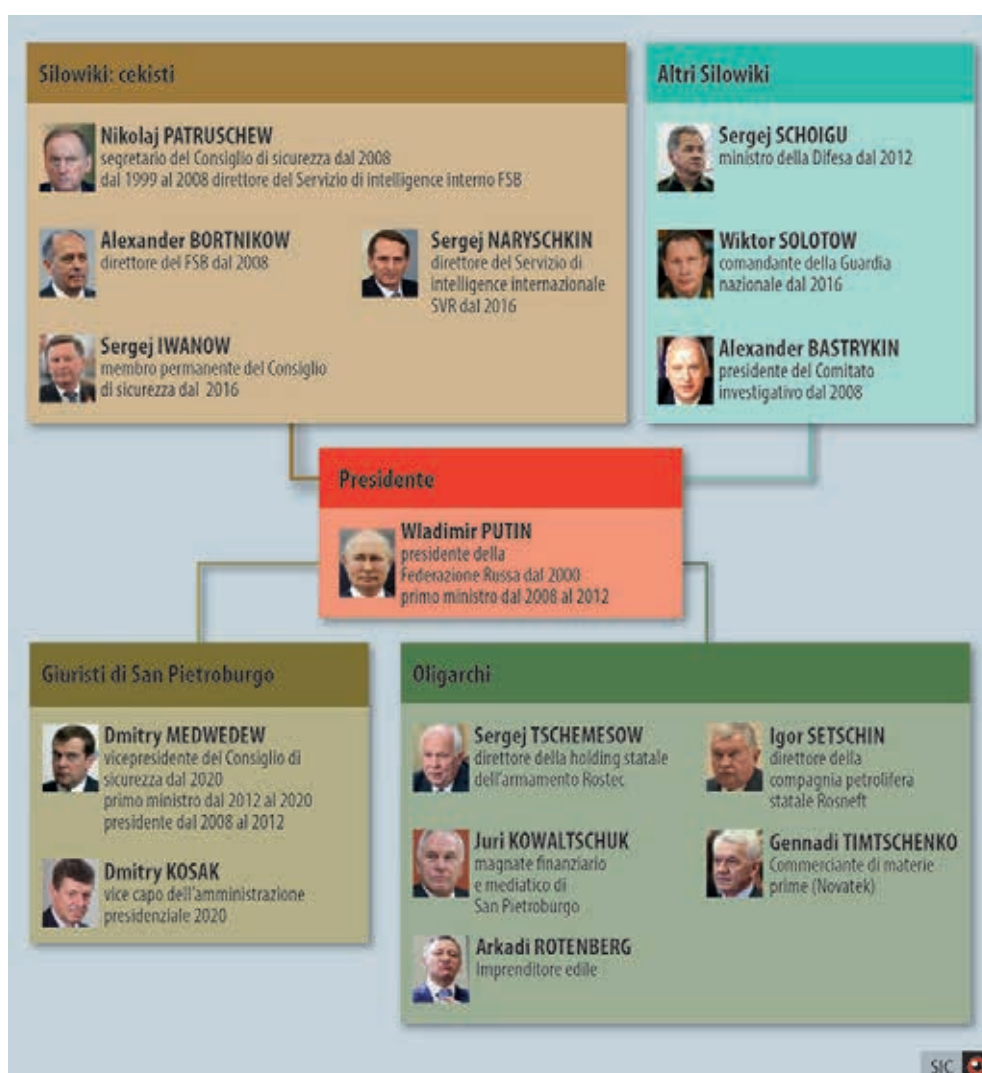 Silowiki: cekisti
Nikolaj PATRUSCHEW
segretario del Consiglio di sicurezza dal 2008
dal 1999 al 2008 direttore del Servizio di intelligence interno FSB
Alexander BORTNIKOW
direttore del FSB dal 2008
Sergej NARYSCHKIN
direttore del Servizio di
intelligence internazionale
SVR dal 2016
Sergej IWANOW
membro permanente del Consiglio
di sicurezza dal 2016
Altri Silowiki
Sergej SCHOIGU
ministro della Difesa dal 2012
Wiktor SOLOTOW
comandante della Guardia
nazionale dal 2016
Alexander BASTRYKIN
presidente del Comitato
investigativo dal 2008
Presidente
Wladimir PUTIN
presidente della
Federazione Russa dal 2000
primo ministro dal 2008 al 2012
Giuristi di San Pietroburgo
Dmitry MEDWEDEW
vicepresidente del Consiglio di
sicurezza dal 2020
primo ministro dal 2012 al 2020
presidente dal 2008 al 2012
Dmitry KOSAK
vice capo dell'amministrazione
presidenziale 2020
Oligarchi
Sergej TSCHEMESOW
direttore della holding statale
dell'armamento Rostec
Igor SETSCHIN
direttore della
compagnia petrolifera
statale Rosneft
Juri KOWALTSCHUK
magnate finanziario
e mediatico di
San Pietroburgo
Gennadi TIMTSCHENKO
Commerciante di materie
prime (Novatek)
Arkadi ROTENBERG
Imprenditore edile
SIC